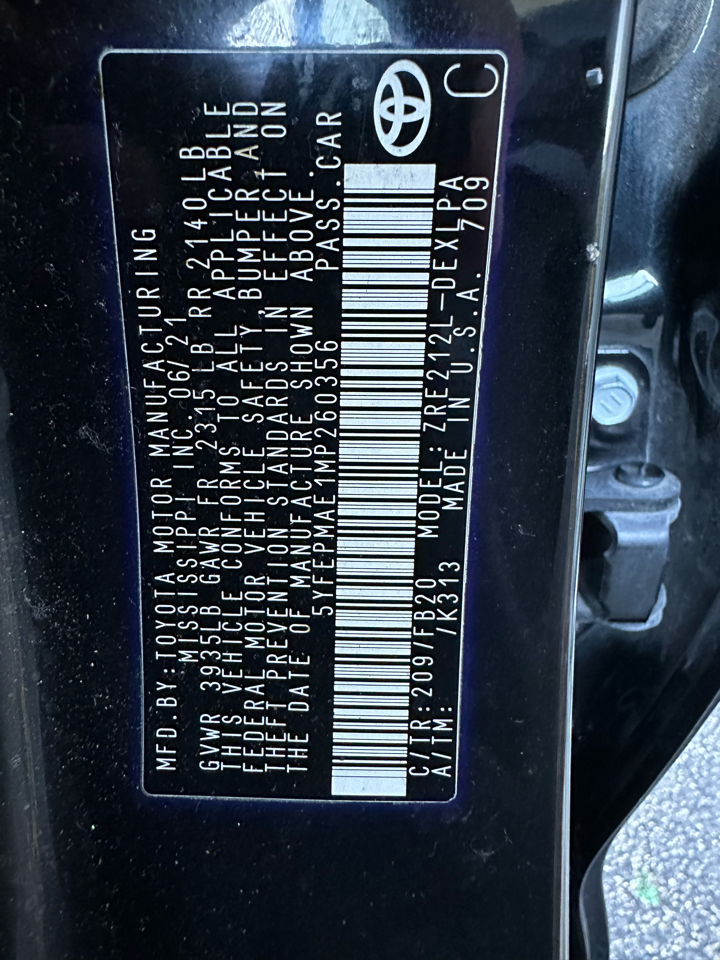 MFD.BY:TOYOTA MOTOR MANUFACTURING
MISSISSIPPI INC. 06/21
GVWR 3935LB GAWR FR 2315 LB RR 2140LB
THIS VEHICLE CONFORMS TO ALL APPLICABLE
FEDERAL MOTOR VEHICLE SAFETY, BUMPER,AND
THEFT PREVENTION STANDARDS IN EFFECT ON
THE DATE OF MANUFACTURE SHOWN ABOVE.
5YFEPMAE1MP260356 PASS.CAR
C/TR:209/FB20 MODEL:ZRE212L-DEXLPA
A/TM: /K313 MADE IN U.S.A. 709
C